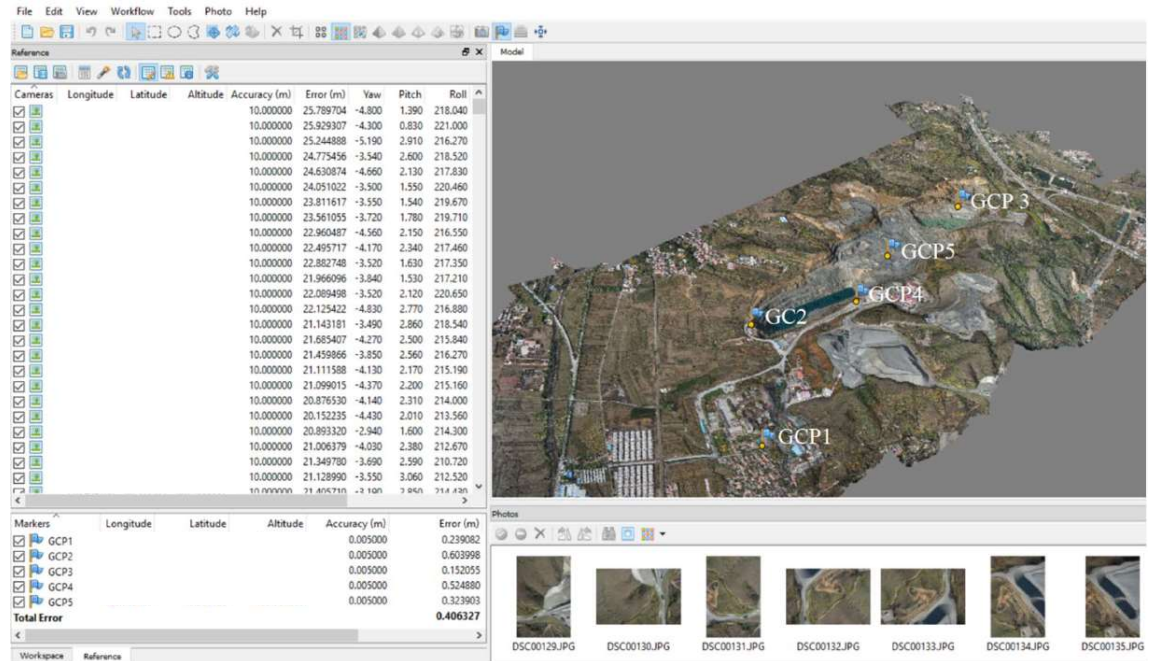 File Edit View Workflow Tools Photo Help
Reference
Model
Cameras Longitude Latitude Altitude Accuracy (m) Error (m) Yaw Pitch Roll
10.000000 25.789704 -4.800 1.390 218.040
10.000000 25.929307 -4.300 0.830 221.000
10.000000 25.244888 -5.190 2.910 216.270
10.000000 24.775456 -3.540 2.600 218.520
10.000000 24.630874 -4.660 2.130 217.830
10.000000 24.051022 -3.500 1.550 220.460
10.000000 23.811617 -3.550 1.540 219.670
10.000000 23.561055 -3.720 1.780 219.710
10.000000 22.960487 -4.560 2.150 216.550
10.000000 22.495717 -4.170 2.340 217.460
10.000000 22.882748 -3.520 1.630 217.350
10.000000 21.966096 -3.840 1.530 217.210
10.000000 22.089498 -3.520 2.120 220.650
10.000000 22.125422 -4.830 2.770 216.880
10.000000 21.143181 -3.490 2.860 218.540
10.000000 21.685407 -4.270 2.500 215.840
10.000000 21.459866 -3.850 2.560 216.270
10.000000 21.111588 -4.130 2.170 215.190
10.000000 21.099015 -4.370 2.200 215.160
10.000000 20.876530 -4.140 2.310 214.000
10.000000 20.152235 -4.430 2.010 213.560
10.000000 20.893320 -2.940 1.600 214.300
10.000000 21.006379 -4.030 2.380 212.670
10.000000 21.349780 -3.690 2.590 210.720
10.000000 21.128990 -3.550 3.060 212.520
10.000000 21.405710 -3.190 2.850 214.430
GCP 3
GCP5
GCP4
GC2
GCP1
Markers Longitude Latitude Altitude Accuracy (m) Error (m)
GCP1 0.005000 0.239082
GCP2 0.005000 0.603998
GCP3 0.005000 0.152055
GCP4 0.005000 0.524880
GCP5 0.005000 0.323903
Total Error 0.406327
Workspace Reference
Photos
DSC00129.JPG DSC00130.JPG DSC00131.JPG DSC00132.JPG DSC00133.JPG DSC00134.JPG DSC00135.JPG